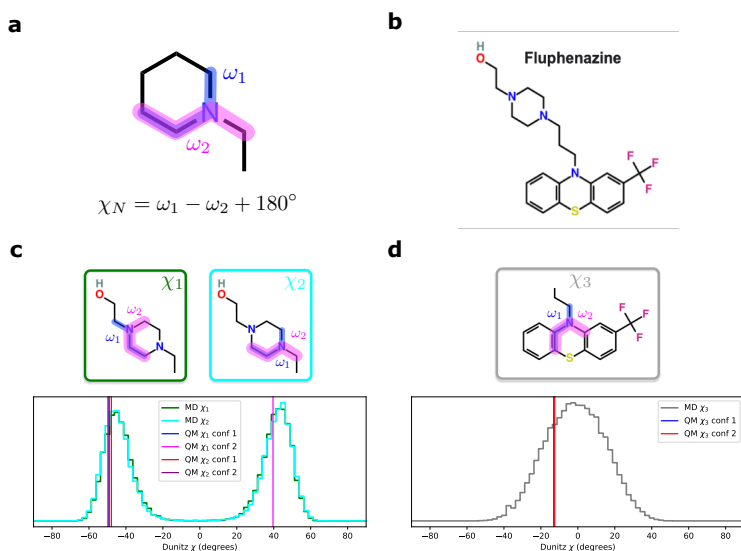 a
ω1
N
ω2
χN = ω1 − ω2 + 180°
b
Fluphenazine
H
O
N
N
N
S
F
F
F
c
χ1
H
O
ω2
N
ω1
N
χ2
H
O
N
ω2
N
ω1
MD χ1
MD χ2
QM χ1 conf 1
QM χ1 conf 2
QM χ2 conf 1
QM χ2 conf 2
−80 −60 −40 −20 0 20 40 60 80
Dunitz χ (degrees)
d
χ3
ω1
N
ω2
S
F
F
F
MD χ3
QM χ3 conf 1
QM χ3 conf 2
−80 −60 −40 −20 0 20 40 60 80
Dunitz χ (degrees)